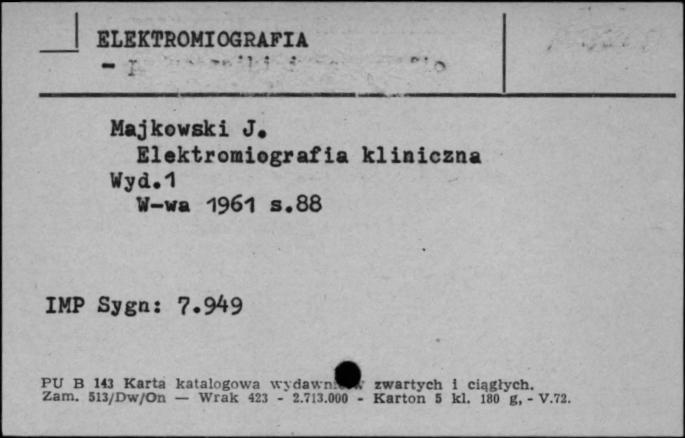 ELEKTROMIOGRAFIA
Majkowski J.
Elektromiografia kliniczna
Wyd.1
W-wa 1961 s.88
IMP Sygn: 7.949
PU B 143 Karta katalogowa zwartych i ciągłych.
Zam. 513/Dw/On — Wrak 423 - 2.713.000 - Karton 5 kl. 180 g, - V.72.